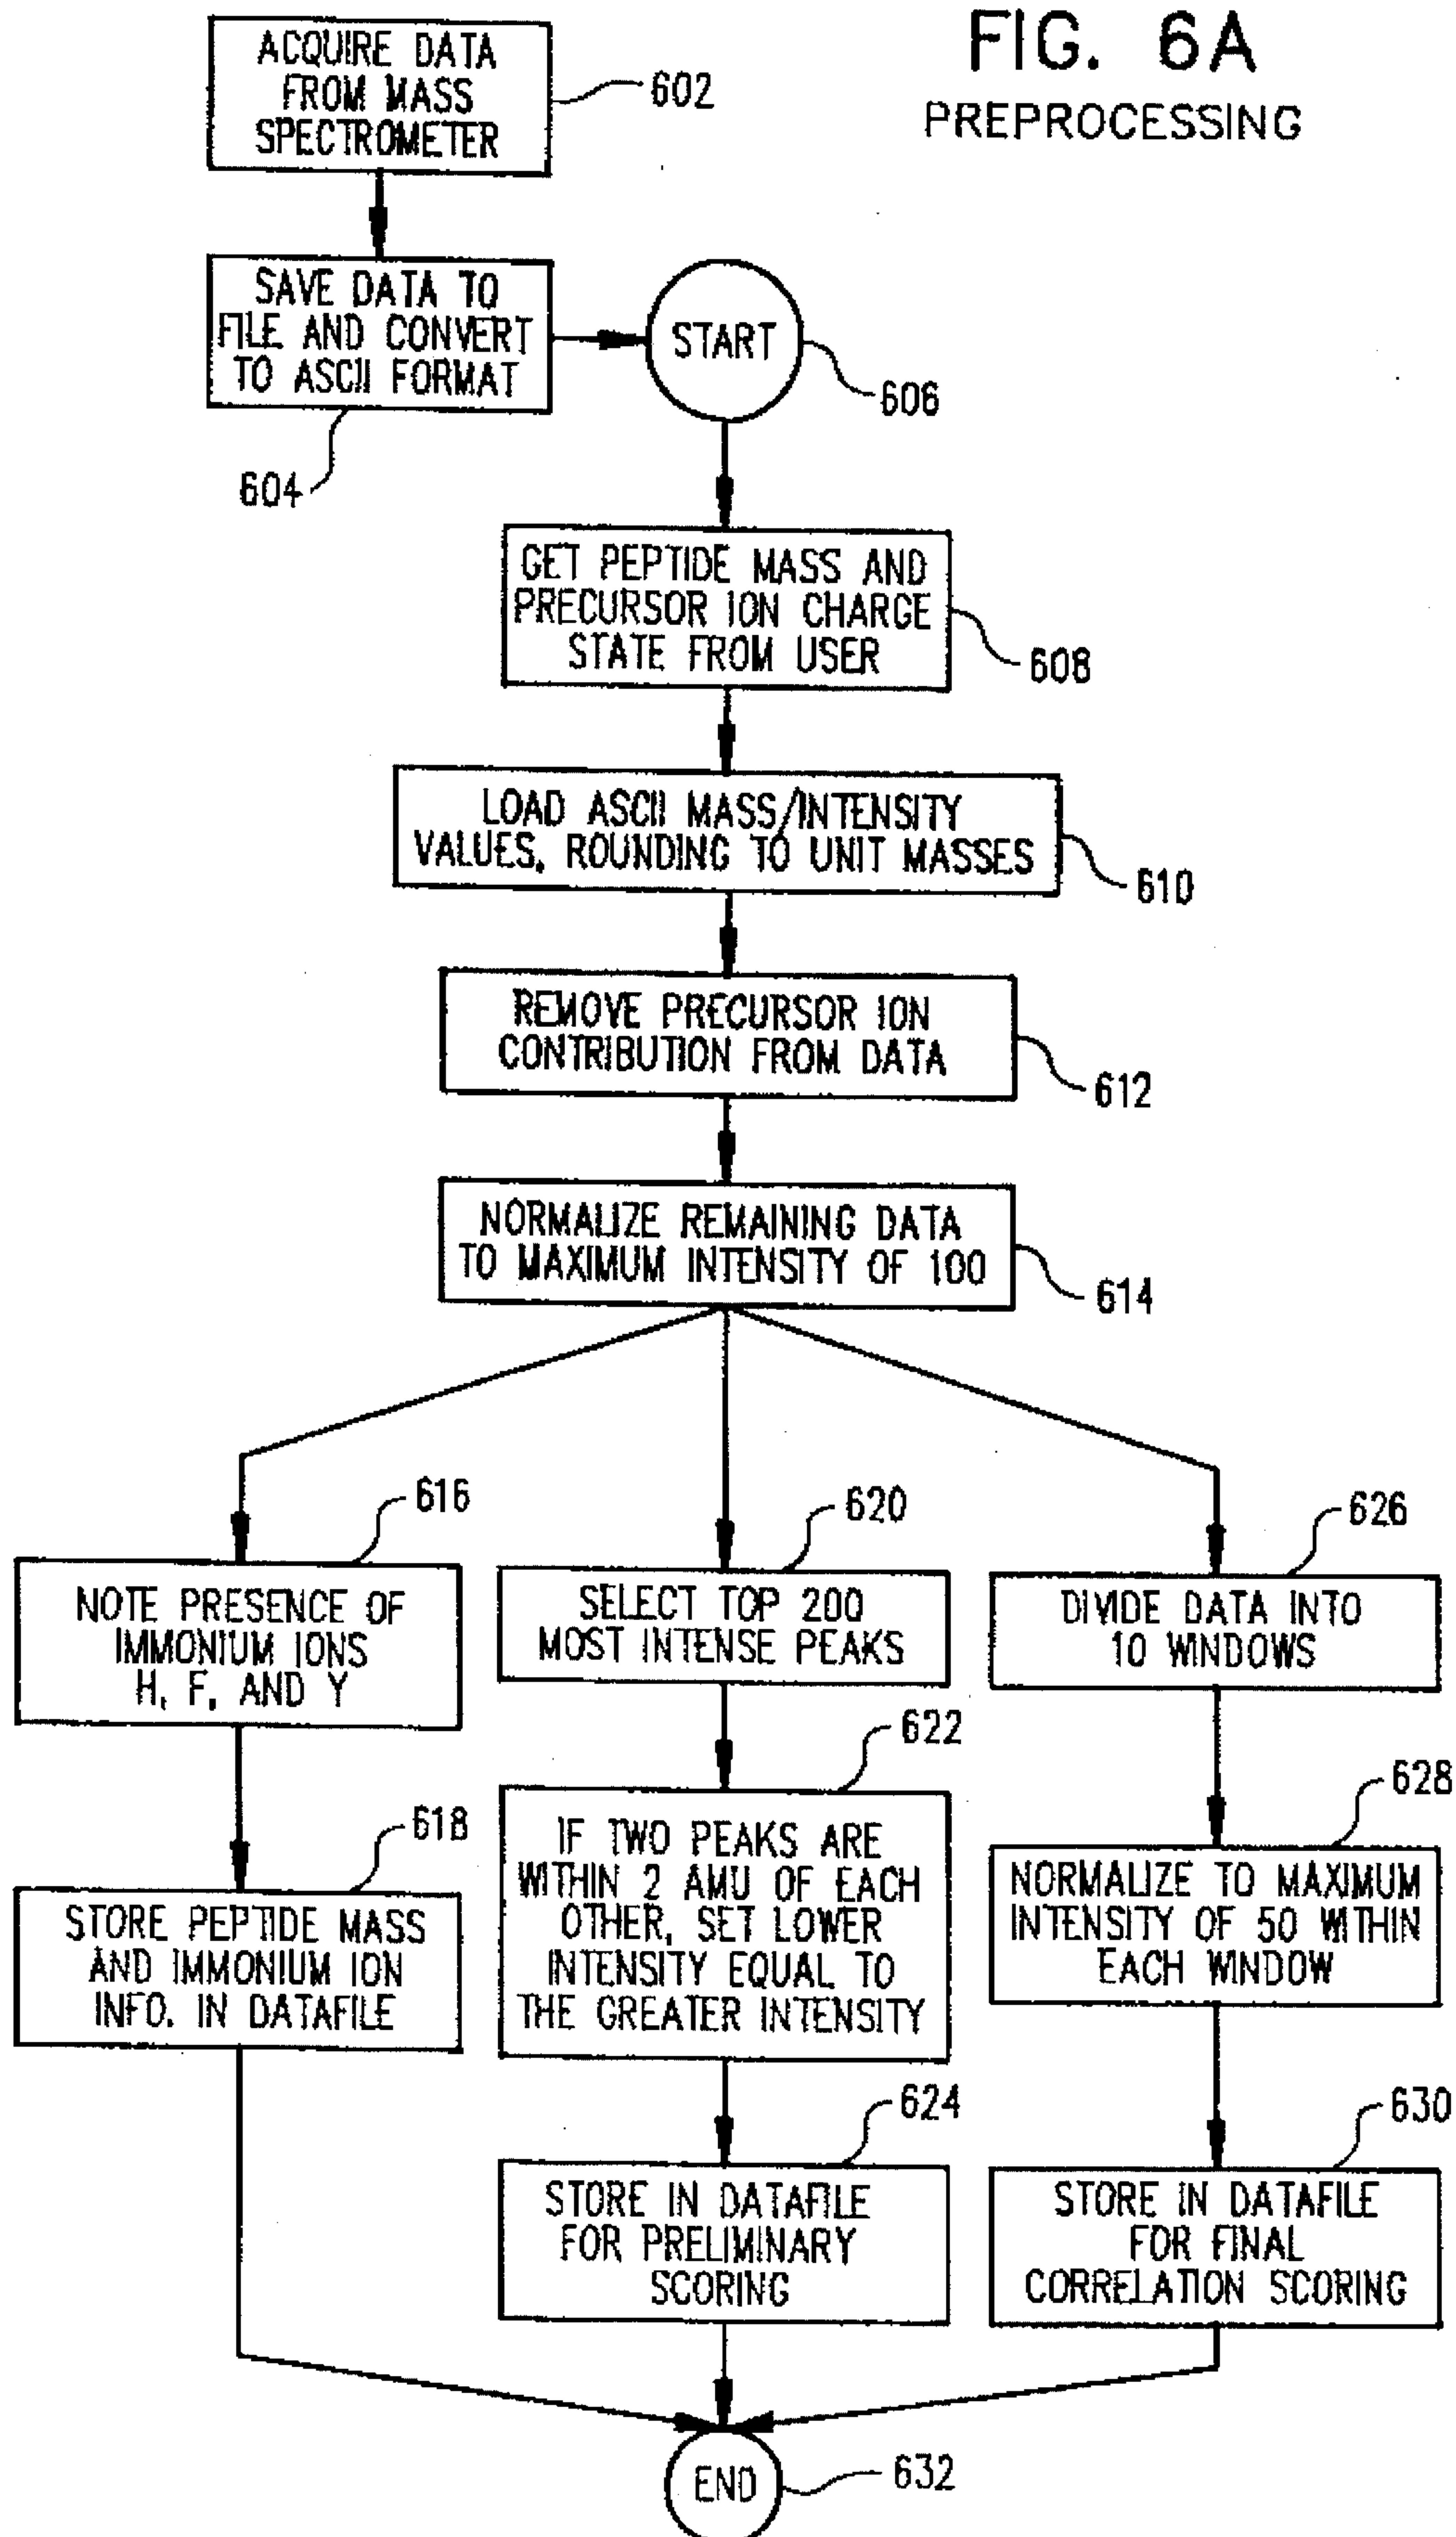 FIG. 6A
PREPROCESSING
ACQUIRE DATA
FROM MASS
SPECTROMETER
602
SAVE DATA TO
FILE AND CONVERT
TO ASCII FORMAT
604
START
606
GET PEPTIDE MASS AND
PRECURSOR ION CHARGE
STATE FROM USER
608
LOAD ASCII MASS/INTENSITY
VALUES, ROUNDING TO UNIT MASSES
610
REMOVE PRECURSOR ION
CONTRIBUTION FROM DATA
612
NORMALIZE REMAINING DATA
TO MAXIMUM INTENSITY OF 100
614
616
NOTE PRESENCE OF
IMMONIUM IONS
H, F, AND Y
618
STORE PEPTIDE MASS
AND IMMONIUM ION
INFO. IN DATAFILE
620
SELECT TOP 200
MOST INTENSE PEAKS
622
IF TWO PEAKS ARE
WITHIN 2 AMU OF EACH
OTHER, SET LOWER
INTENSITY EQUAL TO
THE GREATER INTENSITY
624
STORE IN DATAFILE
FOR PRELIMINARY
SCORING
626
DIVIDE DATA INTO
10 WINDOWS
628
NORMALIZE TO MAXIMUM
INTENSITY OF 50 WITHIN
EACH WINDOW
630
STORE IN DATAFILE
FOR FINAL
CORRELATION SCORING
END
632